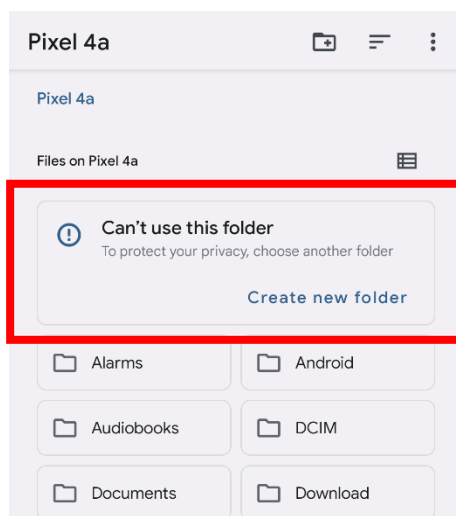 Pixel 4a
Pixel 4a
Files on Pixel 4a
Can't use this folder
To protect your privacy, choose another folder
Create new folder
Alarms
Android
Audiobooks
DCIM
Documents
Download